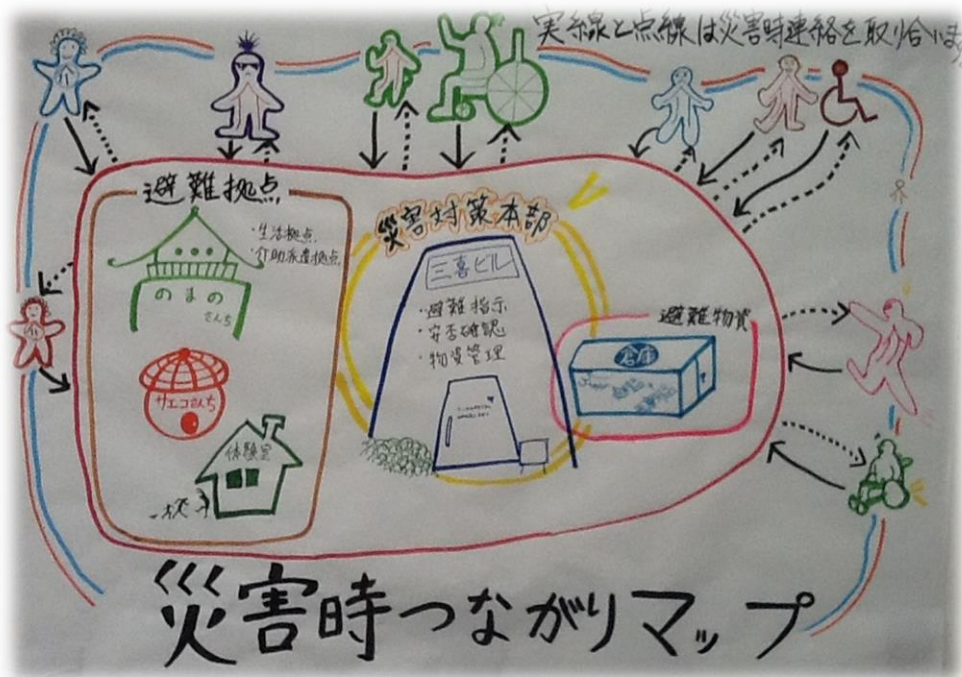 実線と点線は災害時連絡を取り合いま
避難拠点
・生活拠点
・介助派遣拠点
のまの
さんち
サエコさんち
体験室
災害対策本部
三喜ビル
・避難指示
・安否確認
・物資管理
避難物資
倉庫
介
介
災害時つながりマップ